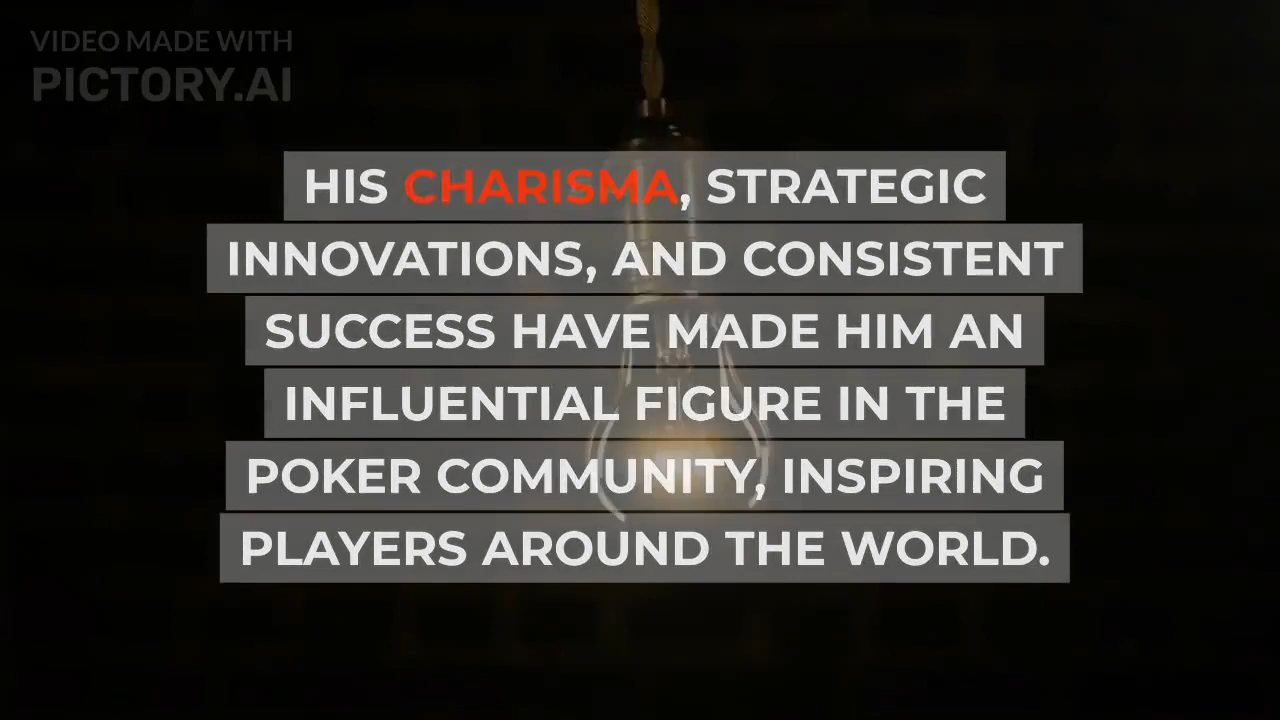 VIDEO MADE WITH
PICTORY.AI
HIS CHARISMA, STRATEGIC
INNOVATIONS, AND CONSISTENT
SUCCESS HAVE MADE HIM AN
INFLUENTIAL FIGURE IN THE
POKER COMMUNITY, INSPIRING
PLAYERS AROUND THE WORLD.